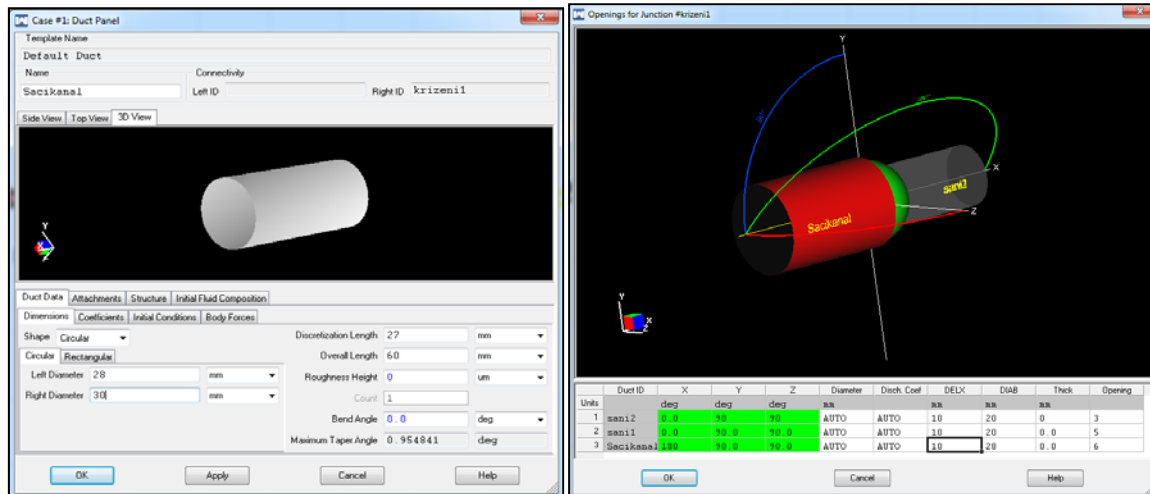 Case #1: Duct Panel
Template Name
Default Duct
Name
Connectivity
Sacikanal
Left ID
Right ID krizeni1
Side View Top View 3D View
Y
X
Duct Data Attachments Structure Initial Fluid Composition
Dimensions Coefficients Initial Conditions Body Forces
Shape Circular
Discretization Length 27 mm
Circular Rectangular
Overall Length 60 mm
Left Diameter 28 mm
Roughness Height 0 um
Right Diameter 30 mm
Count 1
Bend Angle 0.0 deg
Maximum Taper Angle 0.954841 deg
OK Apply Cancel Help
Openings for Junction #krizeni1
Y
X
sani2
Z
Sacikanal
Y
X
Z
Duct ID X Y Z Diameter Disch. Coef DELX DIAB Thick Opening
Units deg deg deg mm mm mm mm
1 sani2 0.0 90 90 AUTO AUTO 10 20 0 3
2 sani1 0.0 90.0 90.0 AUTO AUTO 10 20 0.0 5
3 Sacikanal 180 90.0 90.0 AUTO AUTO 10 20 0.0 6
OK Cancel Help